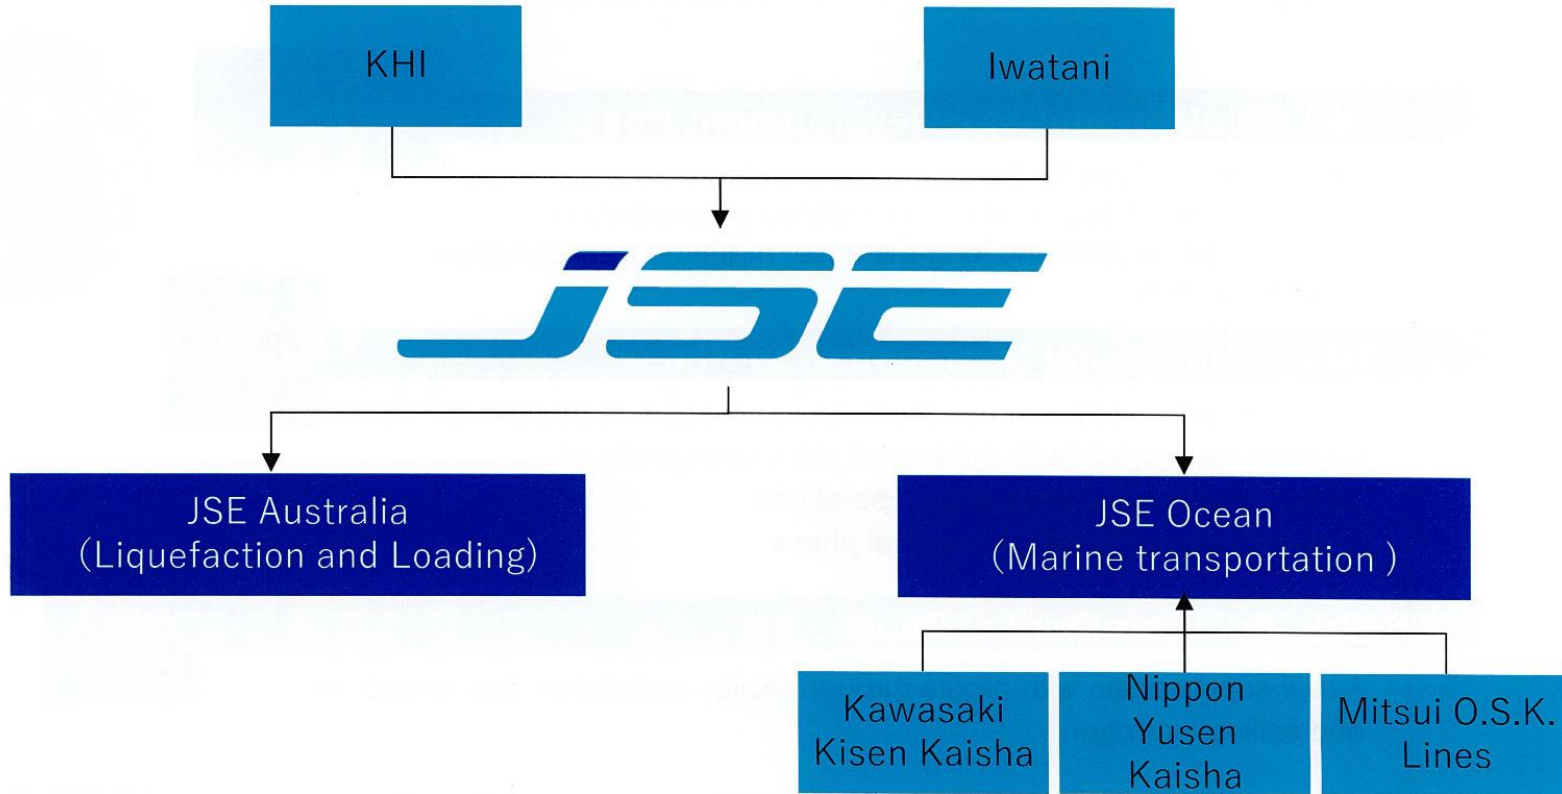 KHI
Iwatani
JSE
JSE Australia
(Liquefaction and Loading)
JSE Ocean
(Marine transportation )
Kawasaki
Kisen Kaisha
Nippon
Yusen
Kaisha
Mitsui O.S.K.
Lines